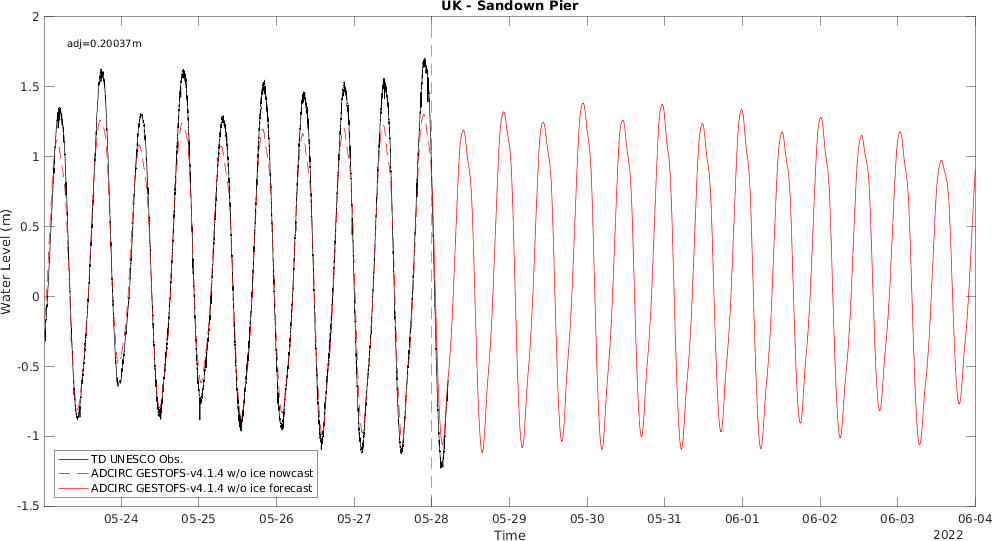 UK - Sandown Pier
adj=0.20037m
Water Level (m)
2
1.5
1
0.5
0
-0.5
-1
-1.5
TD UNESCO Obs.
ADCIRC GESTOFS-v4.1.4 w/o ice nowcast
ADCIRC GESTOFS-v4.1.4 w/o ice forecast
05-24 05-25 05-26 05-27 05-28 05-29 05-30 05-31 06-01 06-02 06-03 06-04
Time
2022